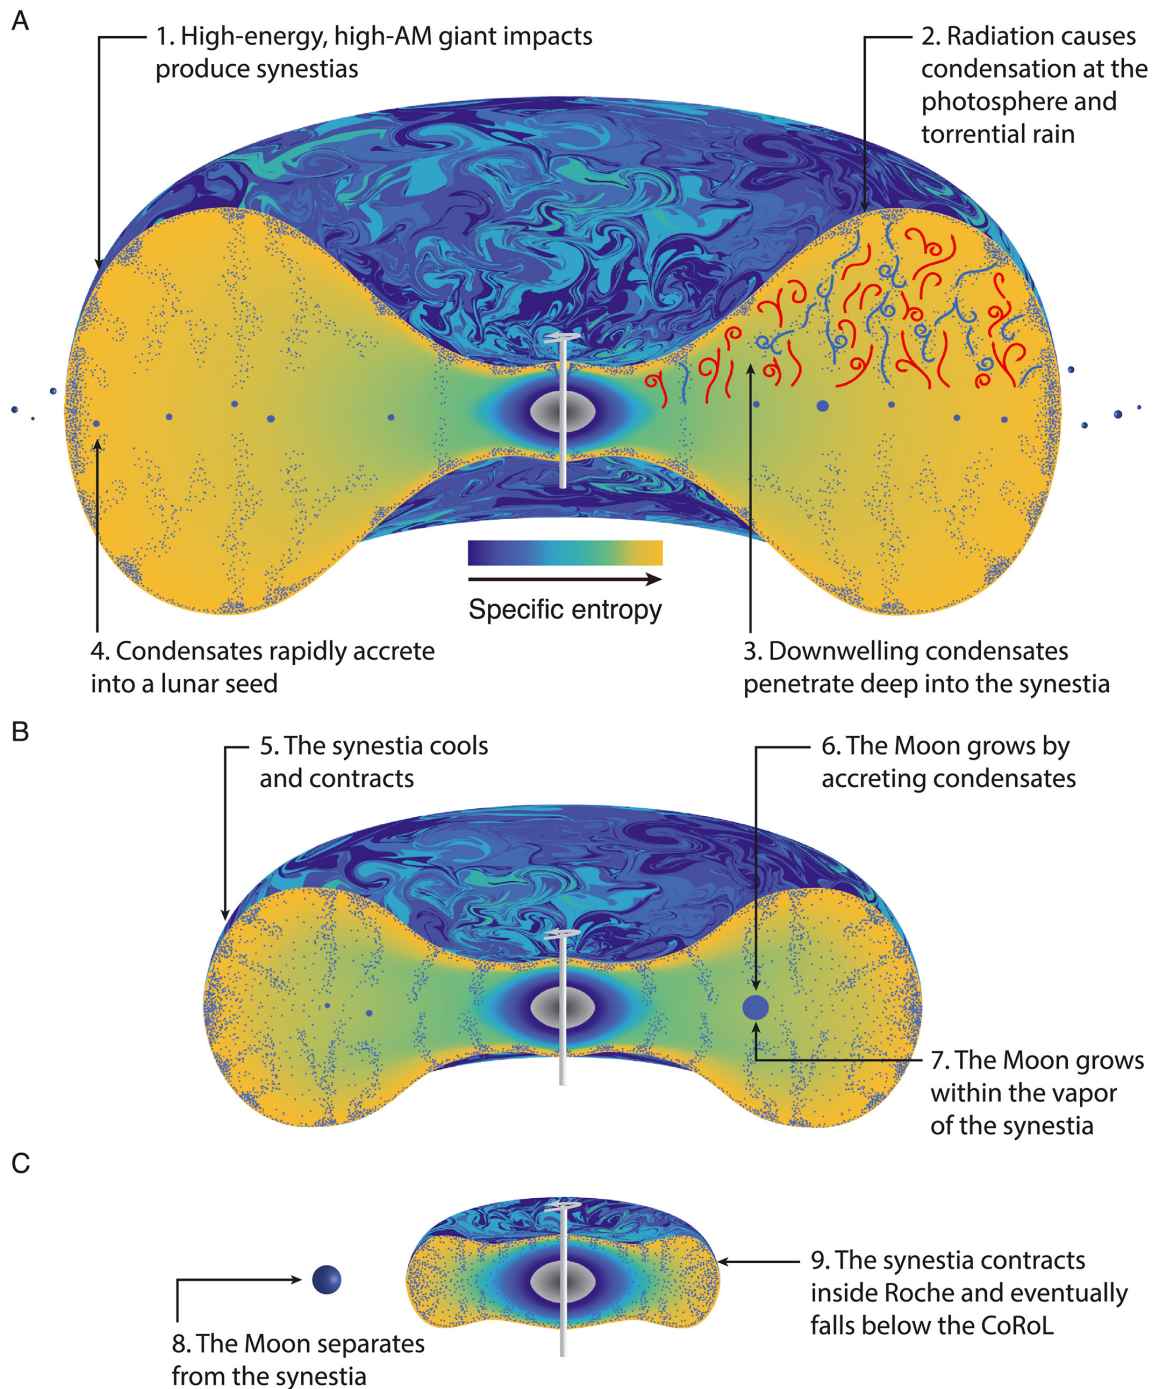 A
1. High-energy, high-AM giant impacts
produce synestias
2. Radiation causes
condensation at the
photosphere and
torrential rain
Specific entropy
4. Condensates rapidly accrete
into a lunar seed
3. Downwelling condensates
penetrate deep into the synestia
B
5. The synestia cools
and contracts
6. The Moon grows by
accreting condensates
7. The Moon grows
within the vapor
of the synestia
C
8. The Moon separates
from the synestia
9. The synestia contracts
inside Roche and eventually
falls below the CoRoL